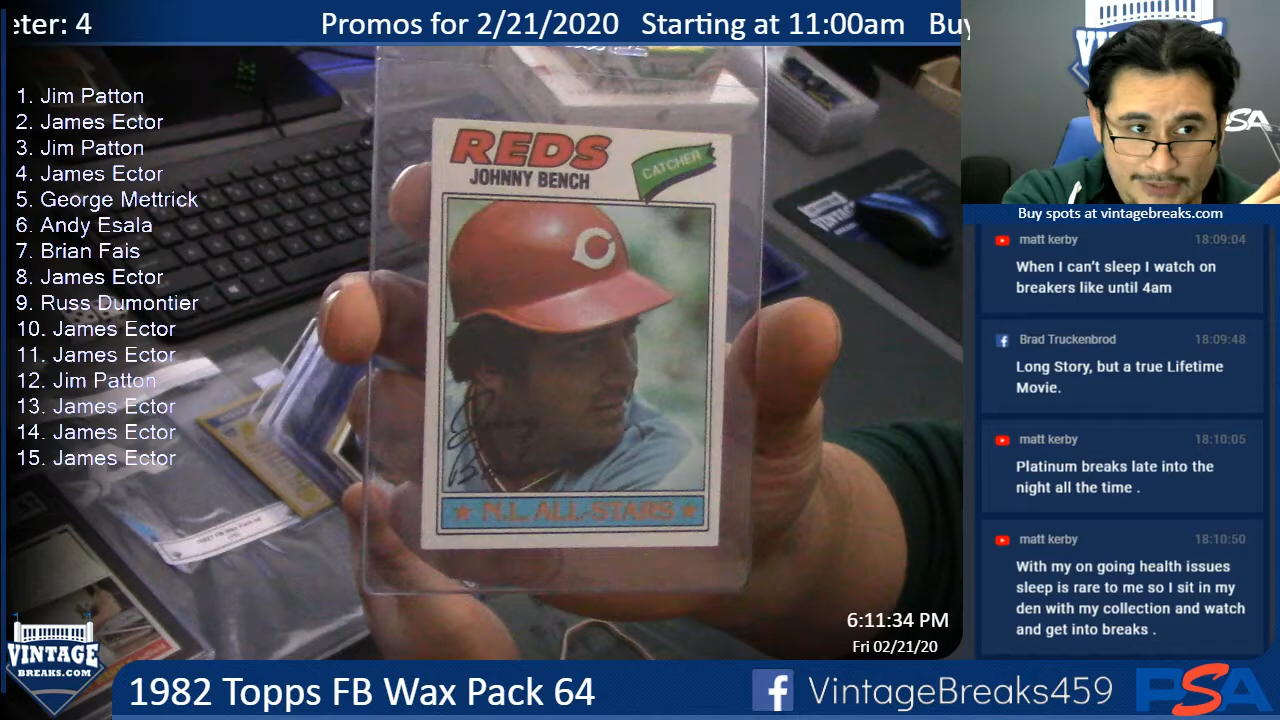 eter: 4
Promos for 2/21/2020 Starting at 11:00am Buy
1. Jim Patton
2. James Ector
3. Jim Patton
4. James Ector
5. George Mettrick
6. Andy Esala
7. Brian Fais
8. James Ector
9. Russ Dumontier
10. James Ector
11. James Ector
12. Jim Patton
13. James Ector
14. James Ector
15. James Ector
REDS
JOHNNY BENCH
CATCHER
N.L. ALL-STARS
PSA
Buy spots at vintagebreaks.com
matt kerby 18:09:04
When I can't sleep I watch on
breakers like until 4am
Brad Truckenbrod 18:09:48
Long Story, but a true Lifetime
Movie.
matt kerby 18:10:05
Platinum breaks late into the
night all the time .
matt kerby 18:10:50
With my on going health issues
sleep is rare to me so I sit in my
den with my collection and watch
and get into breaks .
6:11:34 PM
Fri 02/21/20
VINTAGE
BREAKS.COM
1982 Topps FB Wax Pack 64
VintageBreaks459
PSA